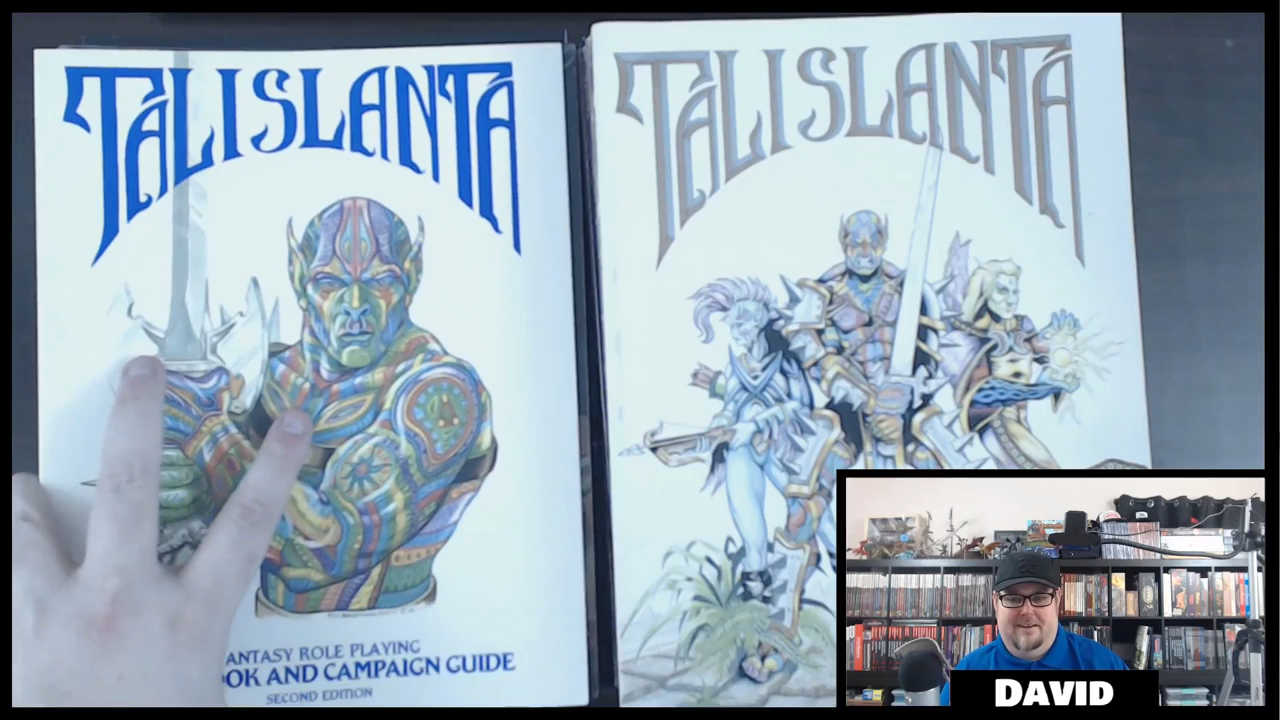 TALISLANTA
ANTASY ROLE PLAYING
OOK AND CAMPAIGN GUIDE
SECOND EDITION
TALISLANTA
DAVID